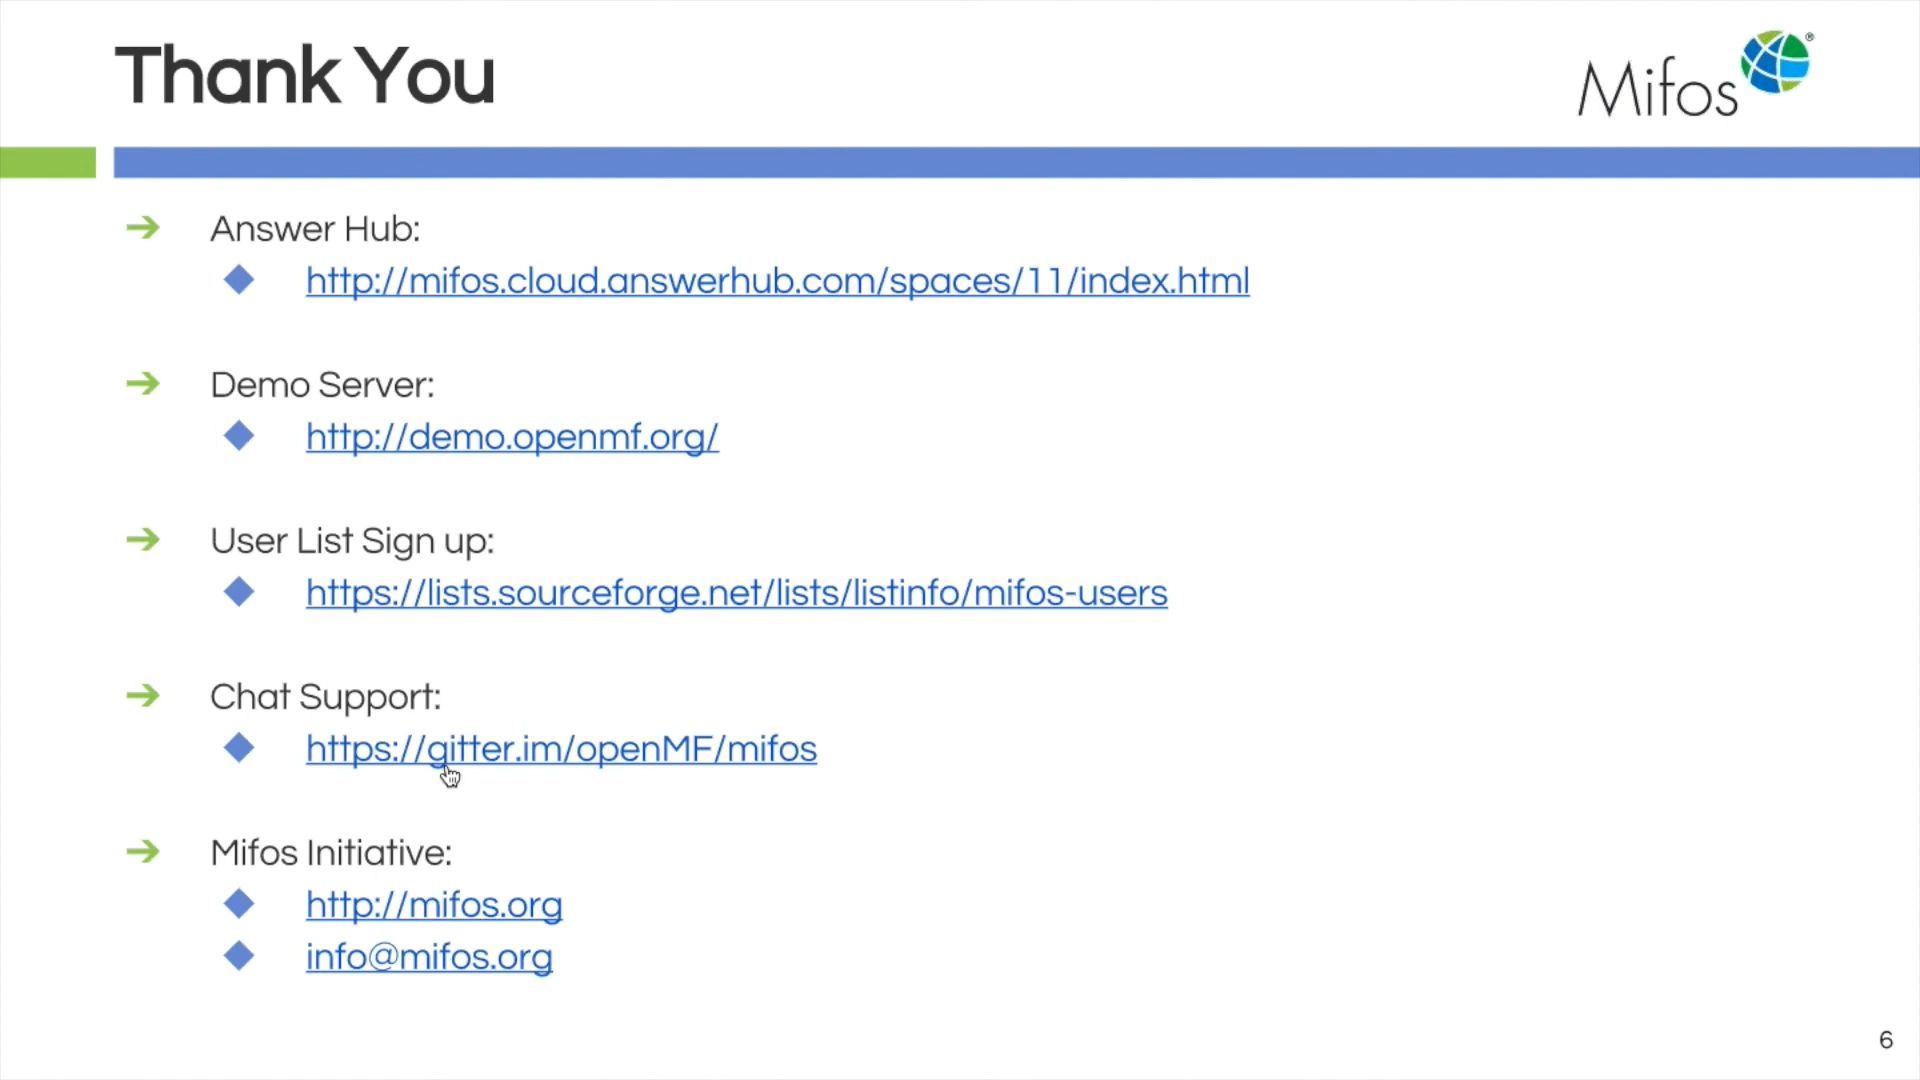 Thank You
Mifos®
Answer Hub:
http://mifos.cloud.answerhub.com/spaces/11/index.html
Demo Server:
http://demo.openmf.org/
User List Sign up:
https://lists.sourceforge.net/lists/listinfo/mifos-users
Chat Support:
https://gitter.im/openMF/mifos
Mifos Initiative:
http://mifos.org
info@mifos.org
6